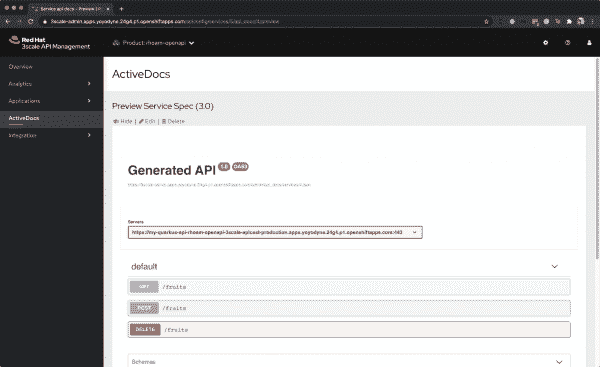 Service api docs - Preview
3scale-admin.apps.yoyodyne.24g4.p1.openshiftapps.com
Red Hat
3scale API Management
Product: rhoam-openapi
Overview
Analytics
Applications
ActiveDocs
Integration
ActiveDocs
Preview Service Spec (3.0)
Hide | Edit | Delete
Generated API 1.0 OAS3
Servers
https://my-quarkus-api-rhoam-openapi-3scale-apicast-production.apps.yoyodyne.24g4.p1.openshiftapps.com:443
default
GET /fruits
POST /fruits
DELETE /fruits
Schemas